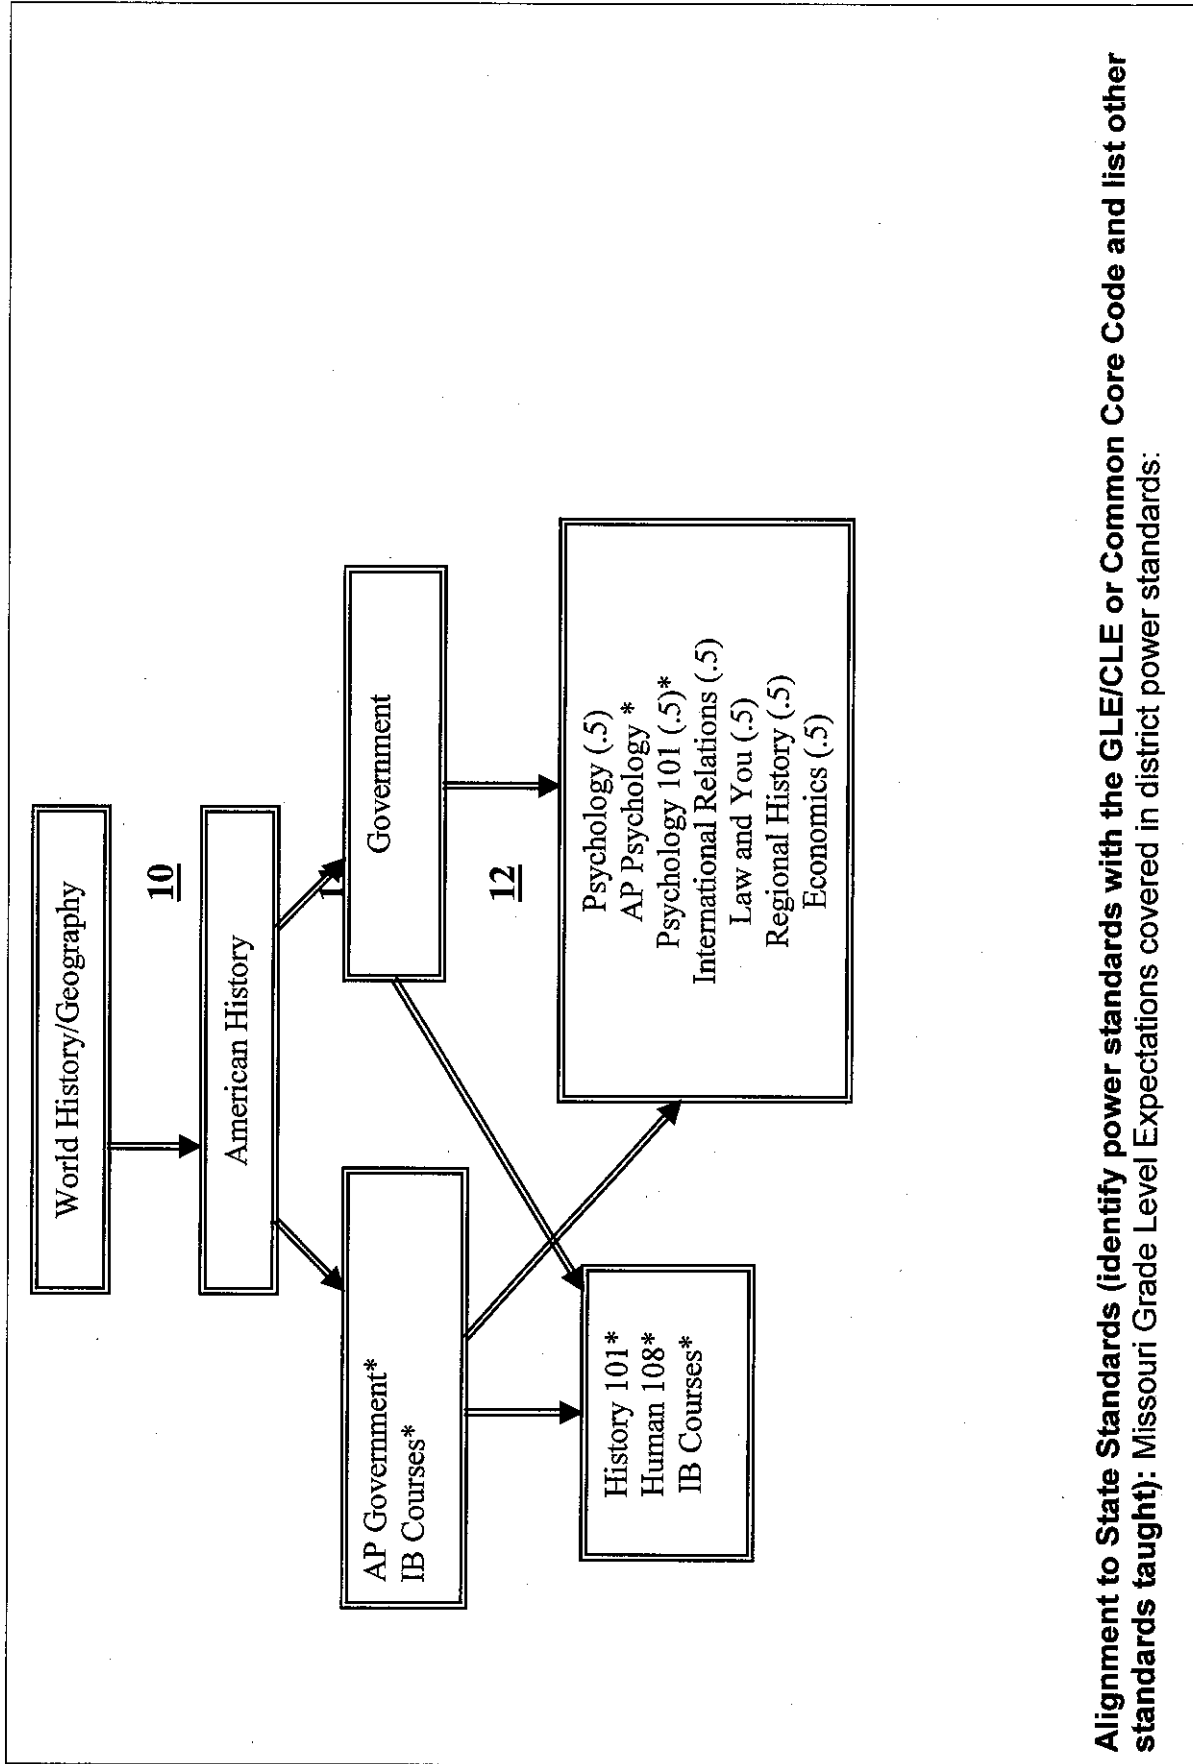 World History/Geography
10
American History
AP Government*
IB Courses*
Government
12
History 101*
Human 108*
IB Courses*
Psychology (.5)
AP Psychology *
Psychology 101 (.5)*
International Relations (.5)
Law and You (.5)
Regional History (.5)
Economics (.5)
Alignment to State Standards (identify power standards with the GLE/CLE or Common Core Code and list other
standards taught): Missouri Grade Level Expectations covered in district power standards: